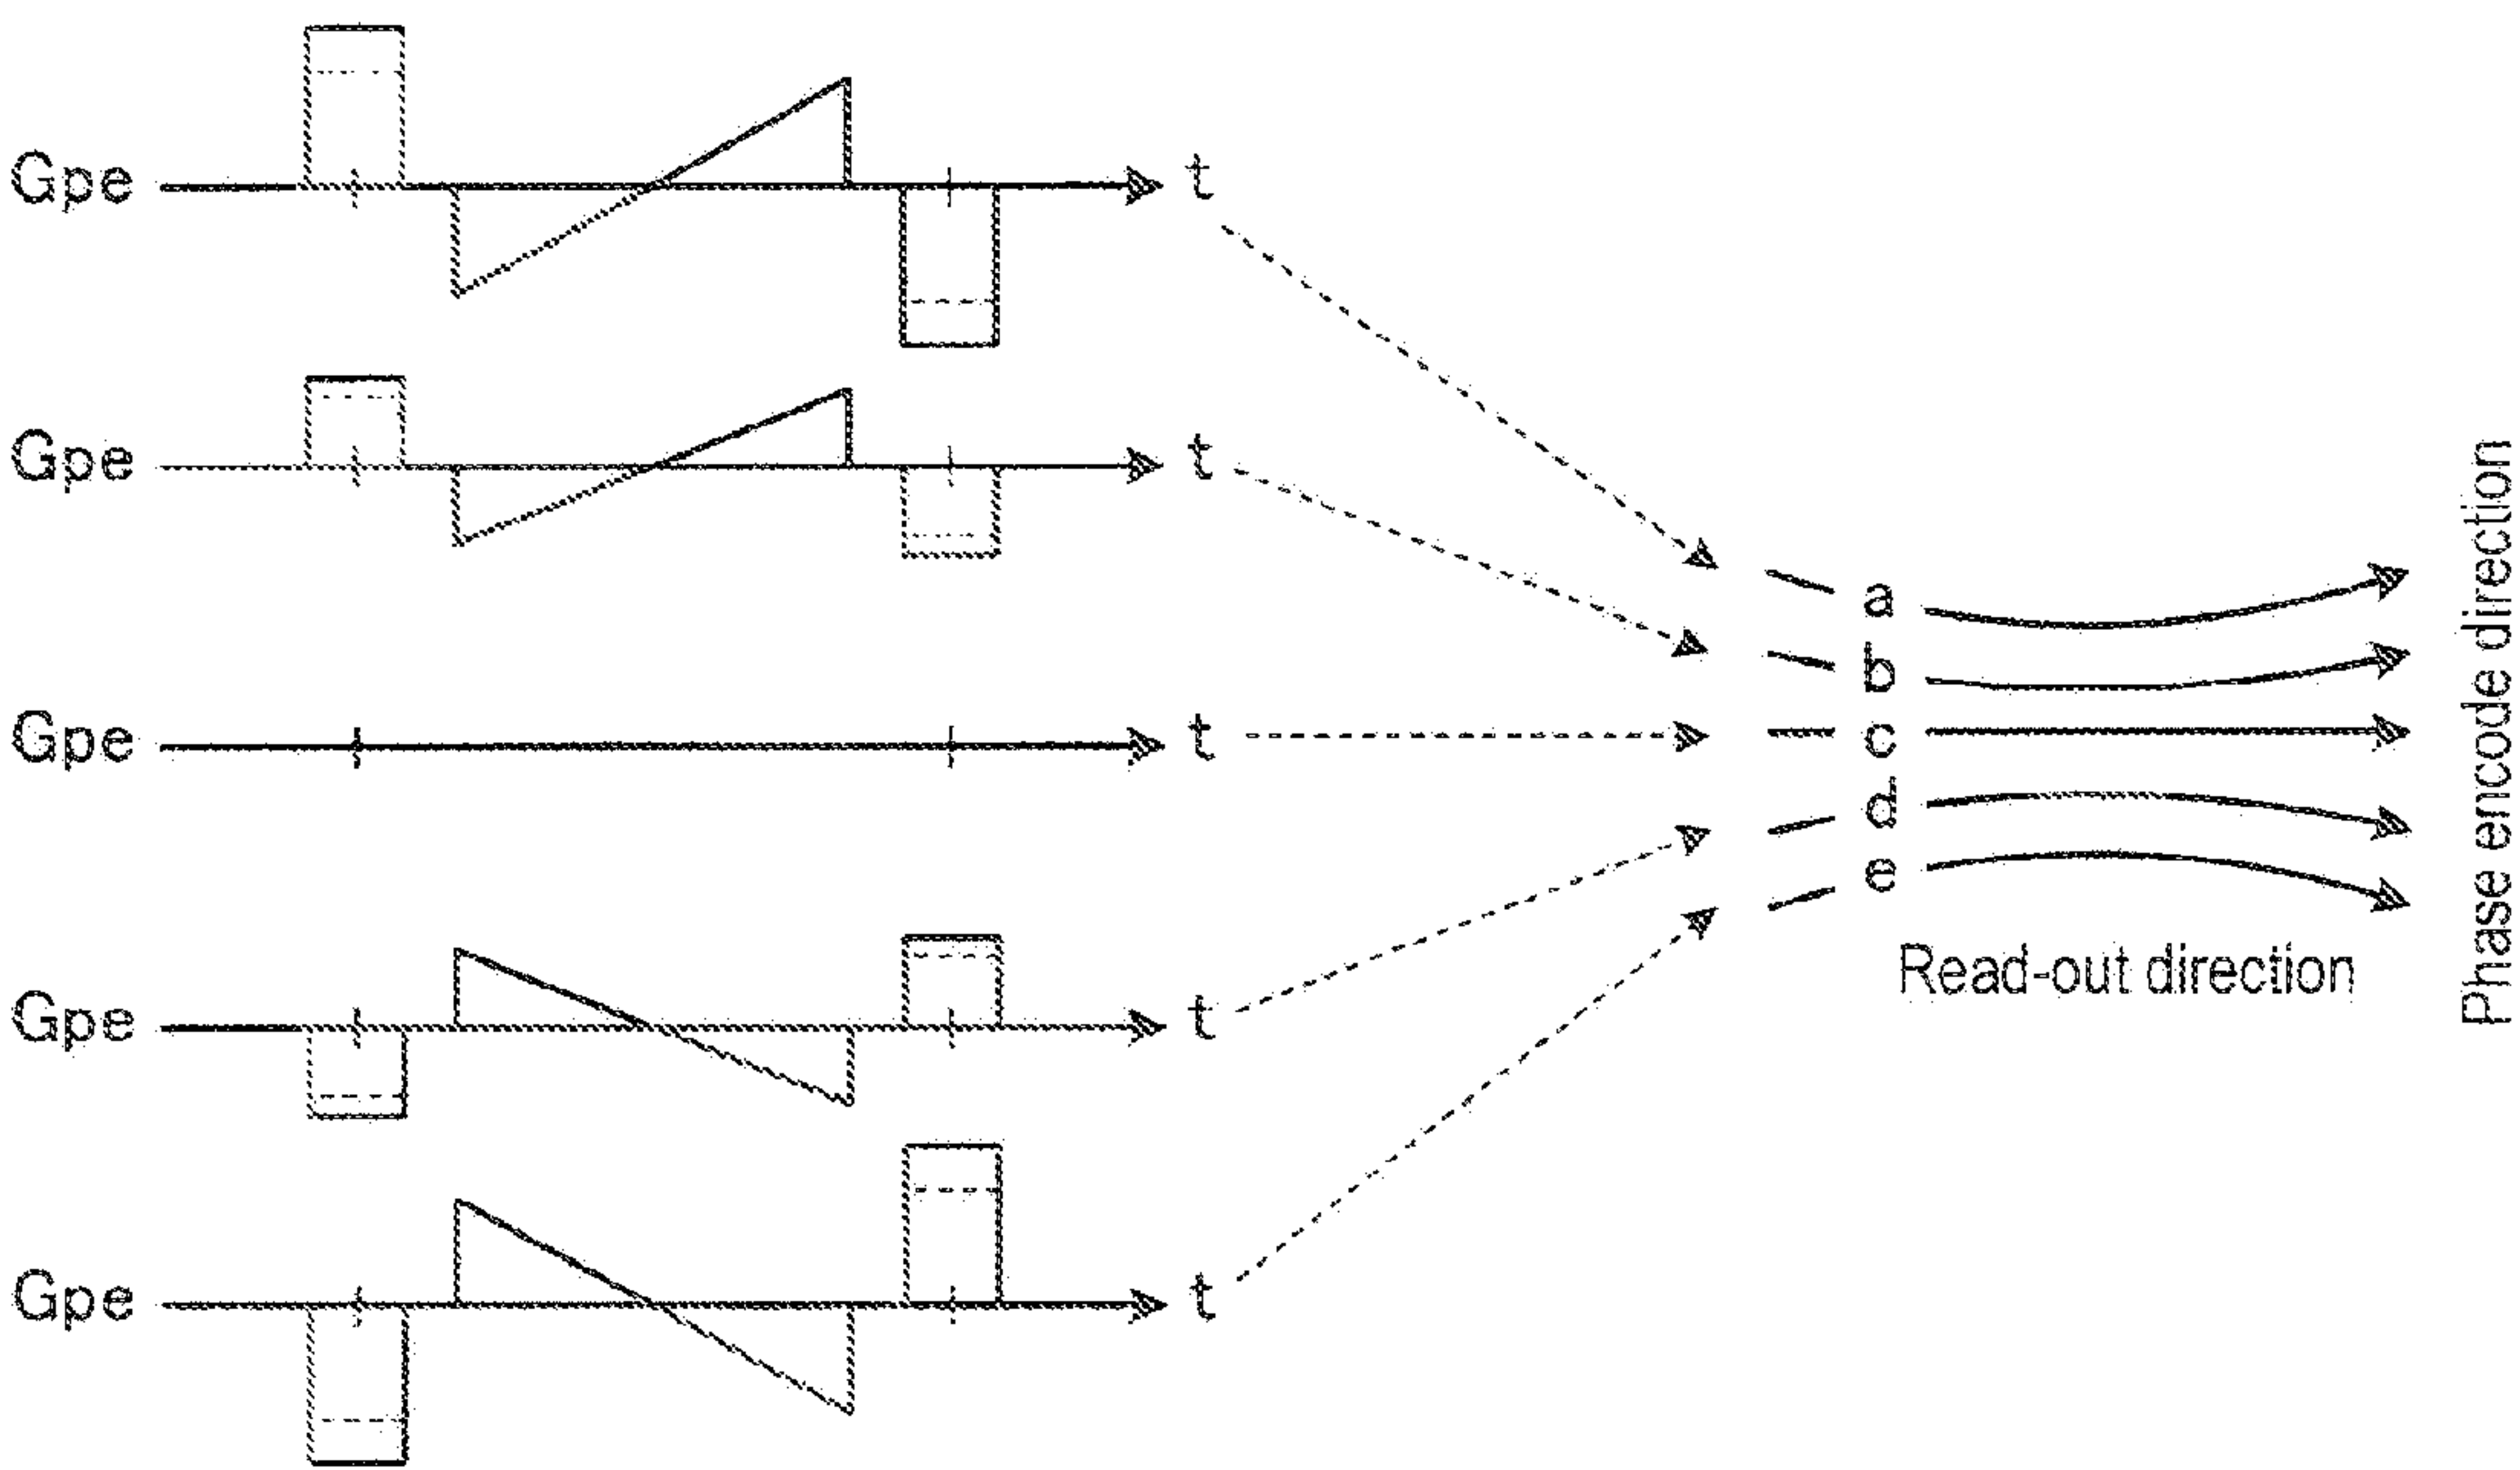 Gpe t
Gpe t
Gpe t
Gpe t
Gpe t
a
b
c
d
e
Read-out direction
Phase encode direction